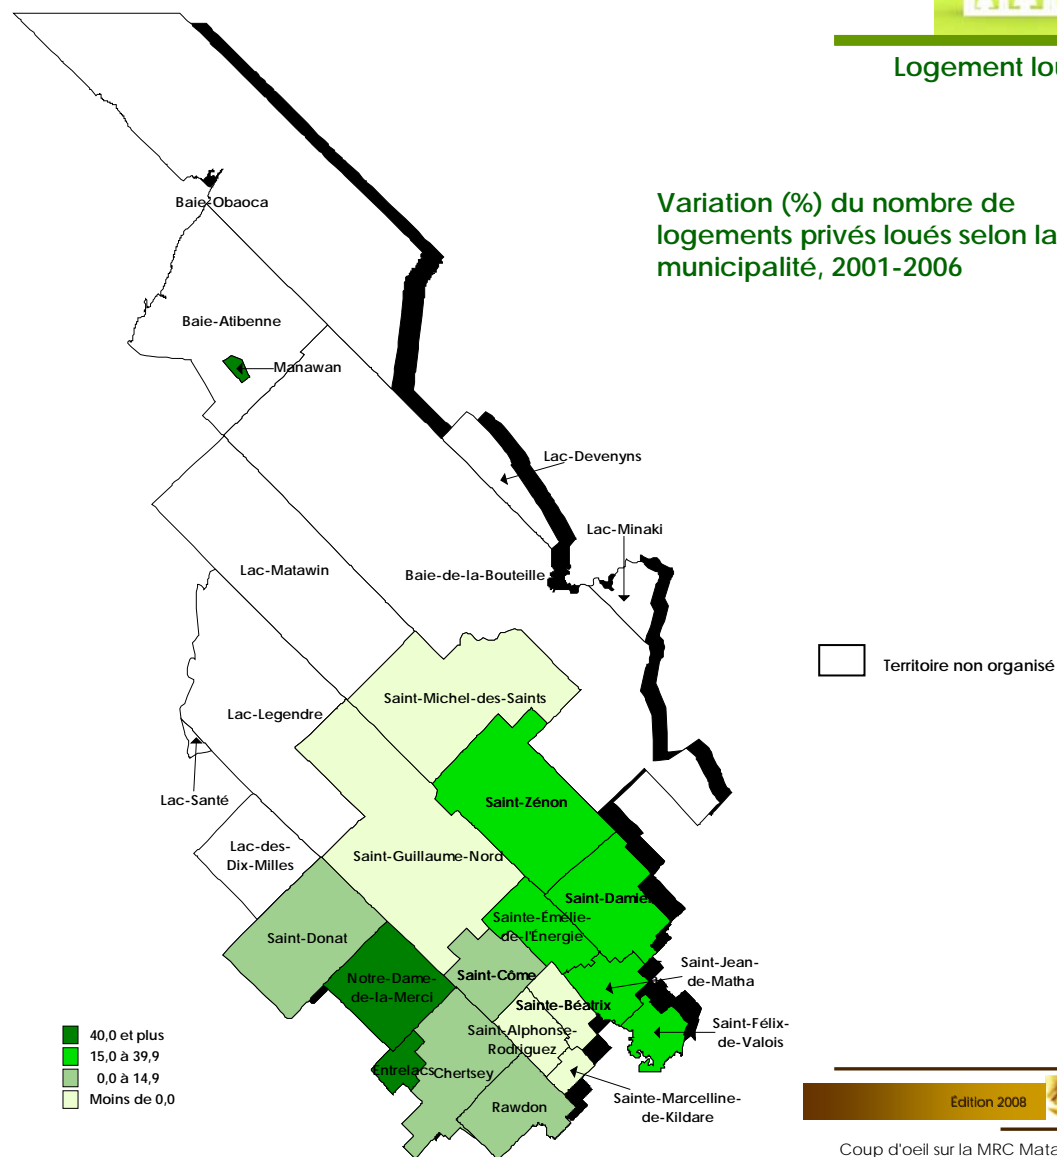 Logement
Variation (%) du nombre de
logements privés loués selon la
municipalité, 2001-2006
Baie-Obaoca
Baie-Atibenne
Manawan
Lac-Devenyns
Lac-Minaki
Baie-de-la-Bouteille
Lac-Matawin
Territoire non organisé
Saint-Michel-des-Saints
Lac-Legendre
Lac-Santé
Saint-Zénon
Lac-des-
Dix-Milles
Saint-Guillaume-Nord
Saint-Damie
Sainte-Émélie-
de-l'Énergie
Saint-Donat
Saint-Côme
Saint-Jean-
de-Matha
Notre-Dame-
de-la-Merci
Sainte-Béatrix
Saint-Alphonse-
Rodriguez
Saint-Félix-
de-Valois
Entrelacs
Chertsey
Rawdon
Sainte-Marcelline-
de-Kildare
40,0 et plus
15,0 à 39,9
0,0 à 14,9
Moins de 0,0
Édition 2008
Coup d'oeil sur la MRC Mata